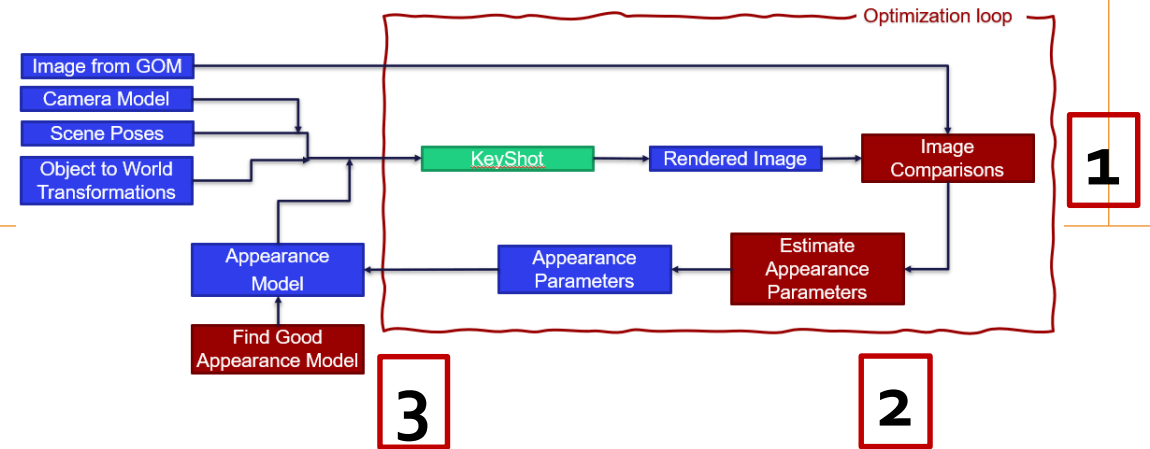 Optimization loop
Image from GOM
Camera Model
Scene Poses
Object to World
Transformations
KeyShot
Rendered Image
Image
Comparisons
1
Appearance
Model
Appearance
Parameters
Estimate
Appearance
Parameters
Find Good
Appearance Model
3
2